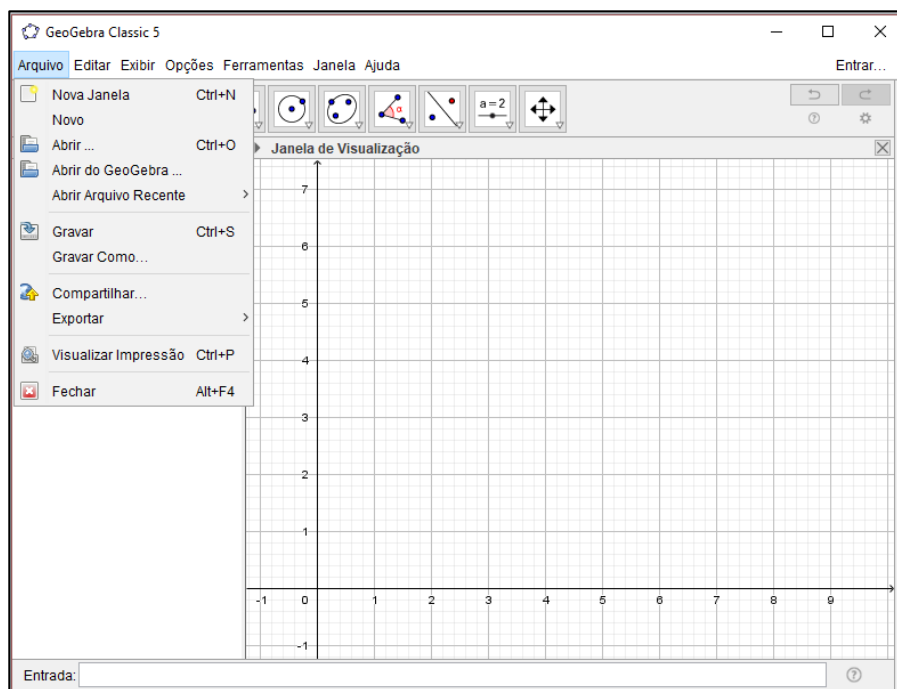 GeoGebra Classic 5
Arquivo Editar Exibir Opções Ferramentas Janela Ajuda Entrar...
Nova Janela Ctrl+N
Novo
Abrir ... Ctrl+O
Abrir do GeoGebra ...
Abrir Arquivo Recente
Gravar Ctrl+S
Gravar Como...
Compartilhar...
Exportar
Visualizar Impressão Ctrl+P
Fechar Alt+F4
α
a=2
Janela de Visualização
7
6
5
4
3
2
1
-1 0 1 2 3 4 5 6 7 8 9
-1
Entrada: